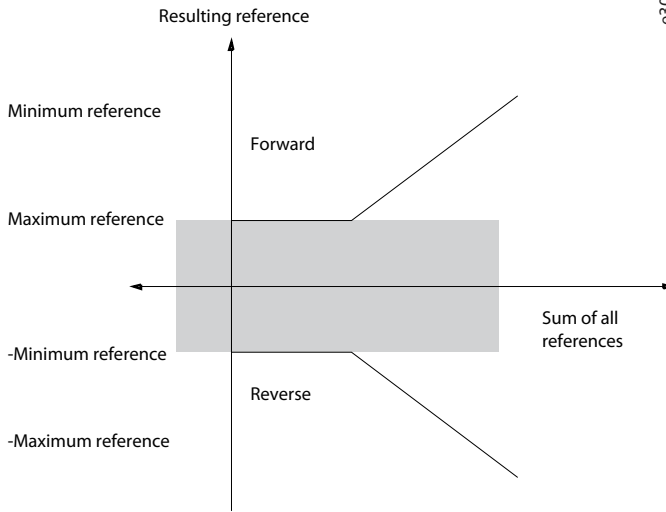 Resulting reference
Minimum reference
Forward
Maximum reference
Sum of all
references
-Minimum reference
Reverse
-Maximum reference